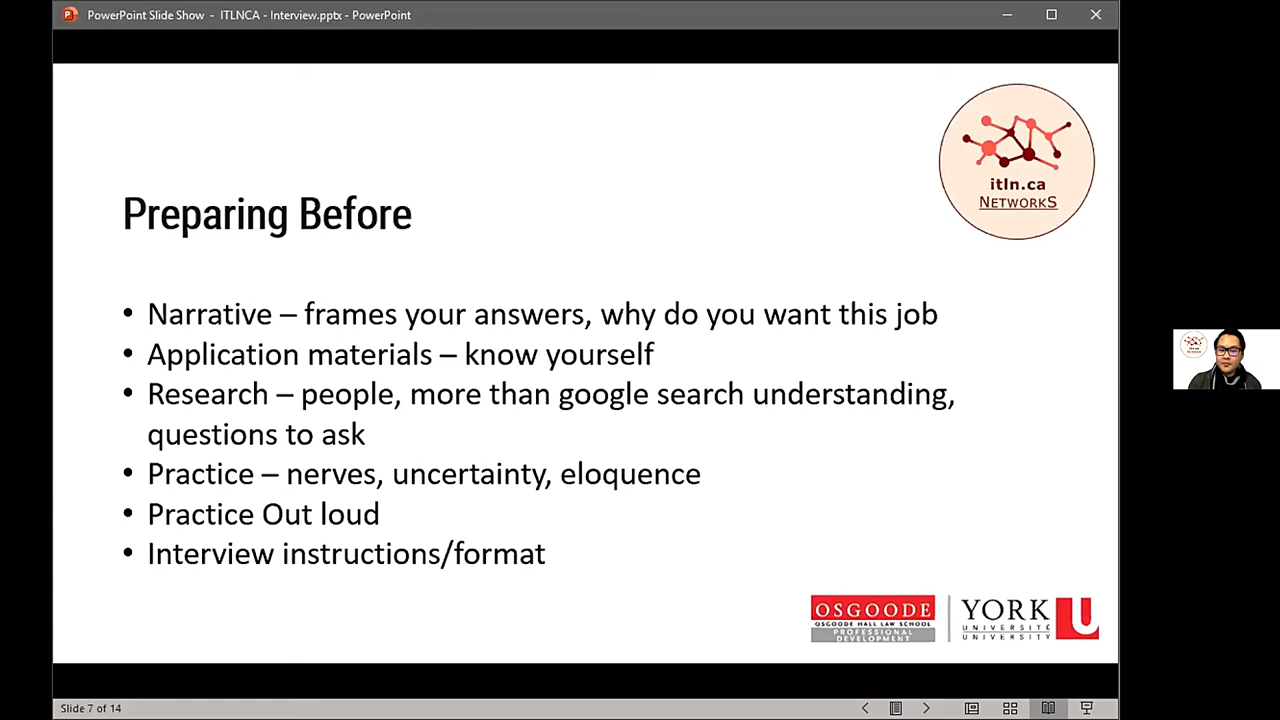 PowerPoint Slide Show - ITLNCA - Interview.pptx - PowerPoint
itln.ca
NETWORKS
Preparing Before
• Narrative – frames your answers, why do you want this job
• Application materials – know yourself
• Research – people, more than google search understanding,
questions to ask
• Practice – nerves, uncertainty, eloquence
• Practice Out loud
• Interview instructions/format
OSGOODE
OSGOODE HALL LAW SCHOOL
PROFESSIONAL
DEVELOPMENT
YORK U
UNIVERSITÉ
UNIVERSITY
Slide 7 of 14